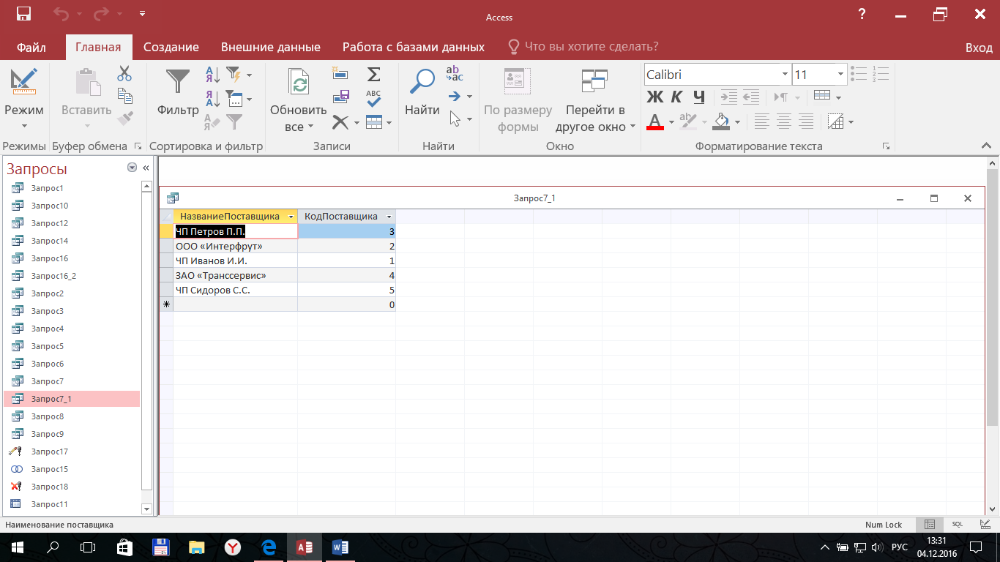 Access
?
Файл Главная Создание Внешние данные Работа с базами данных Что вы хотите сделать? Вход
Режим
Вставить
Фильтр
Обновить все
Найти
По размеру формы
Перейти в другое окно
Calibri 11
Ж К Ч
Режимы Буфер обмена Сортировка и фильтр Записи Найти Окно Форматирование текста
Запросы
Запрос1
Запрос10
Запрос12
Запрос14
Запрос16
Запрос16_2
Запрос2
Запрос3
Запрос4
Запрос5
Запрос6
Запрос7
Запрос7_1
Запрос8
Запрос9
Запрос17
Запрос15
Запрос18
Запрос11
Запрос7_1
НазваниеПоставщика КодПоставщика
ЧП Петров П.П. 3
ООО «Интерфрут» 2
ЧП Иванов И.И. 1
ЗАО «Транссервис» 4
ЧП Сидоров С.С. 5
0
Наименование поставщика Num Lock SQL
РУС
13:31
04.12.2016